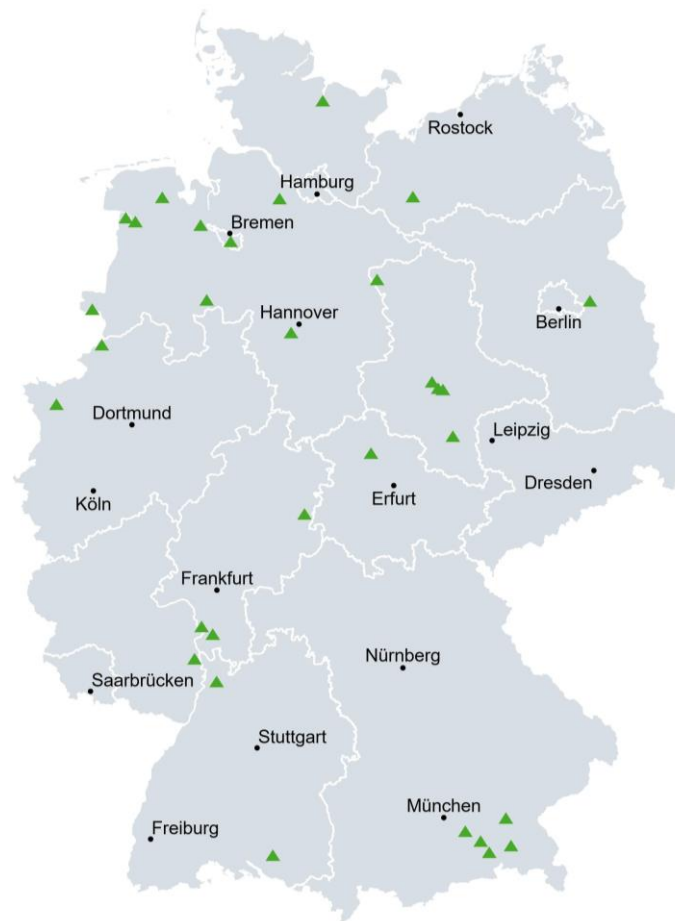 Rostock
Hamburg
Bremen
Hannover
Berlin
Dortmund
Leipzig
Köln
Erfurt
Dresden
Frankfurt
Nürnberg
Saarbrücken
Stuttgart
München
Freiburg